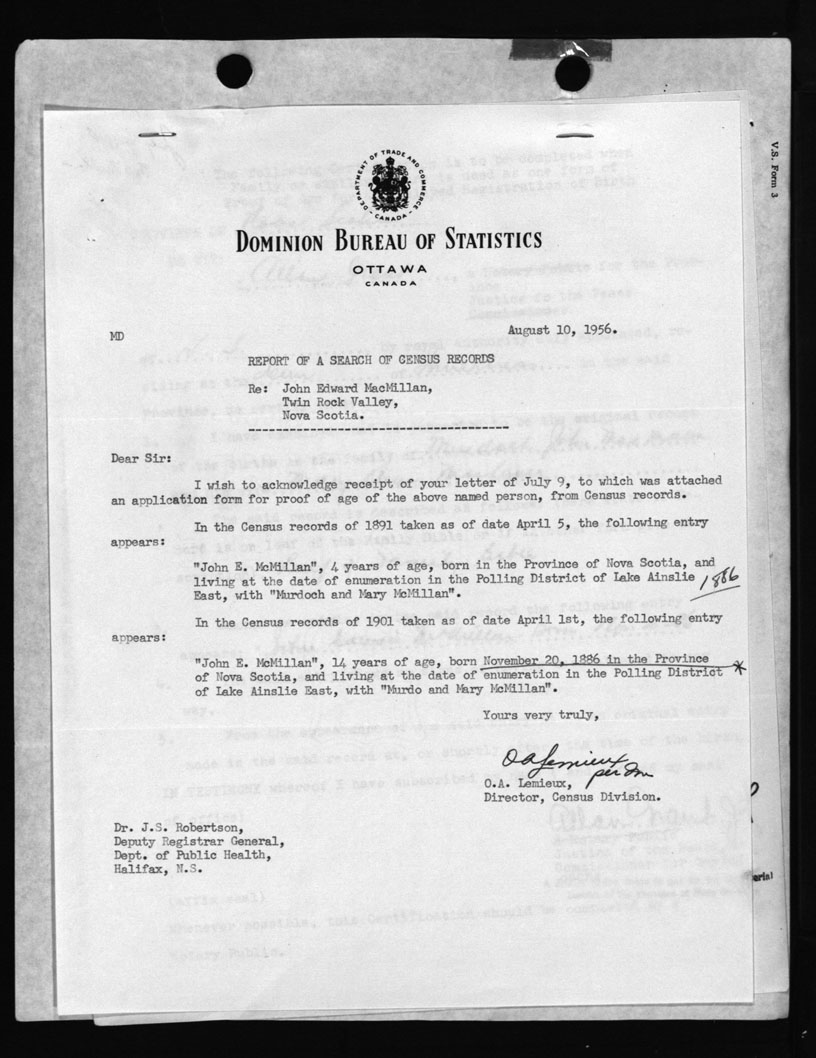 V.S. Form 3
DEPARTMENT OF TRADE AND COMMERCE
- CANADA -
DOMINION BUREAU OF STATISTICS
OTTAWA
CANADA
MD
August 10, 1956.
REPORT OF A SEARCH OF CENSUS RECORDS
Re: John Edward MacMillan,
Twin Rock Valley,
Nova Scotia.
Dear Sir:
I wish to acknowledge receipt of your letter of July 9, to which was attached
an application form for proof of age of the above named person, from Census records.
In the Census records of 1891 taken as of date April 5, the following entry
appears:
"John E. McMillan", 4 years of age, born in the Province of Nova Scotia, and
living at the date of enumeration in the Polling District of Lake Ainslie
East, with "Murdoch and Mary McMillan".
1886
In the Census records of 1901 taken as of date April 1st, the following entry
appears:
"John E. McMillan", 14 years of age, born November 20, 1886 in the Province
of Nova Scotia, and living at the date of enumeration in the Polling District
of Lake Ainslie East, with "Murdo and Mary McMillan".
Yours very truly,
OA Lemieux
per
O.A. Lemieux,
Director, Census Division.
Dr. J.S. Robertson,
Deputy Registrar General,
Dept. of Public Health,
Halifax, N.S.